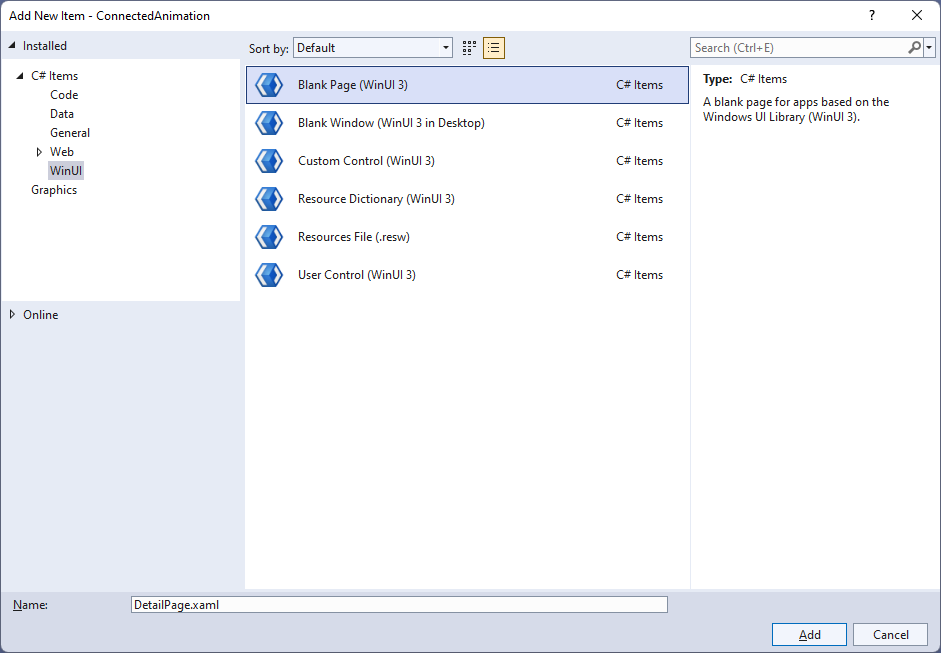 Add New Item - ConnectedAnimation
?
Installed
Sort by: Default
Search (Ctrl+E)
C# Items
Code
Data
General
Web
WinUI
Graphics
Online
Blank Page (WinUI 3) C# Items
Blank Window (WinUI 3 in Desktop) C# Items
Custom Control (WinUI 3) C# Items
Resource Dictionary (WinUI 3) C# Items
Resources File (.resw) C# Items
User Control (WinUI 3) C# Items
Type: C# Items
A blank page for apps based on the
Windows UI Library (WinUI 3).
Name: DetailPage.xaml
Add Cancel